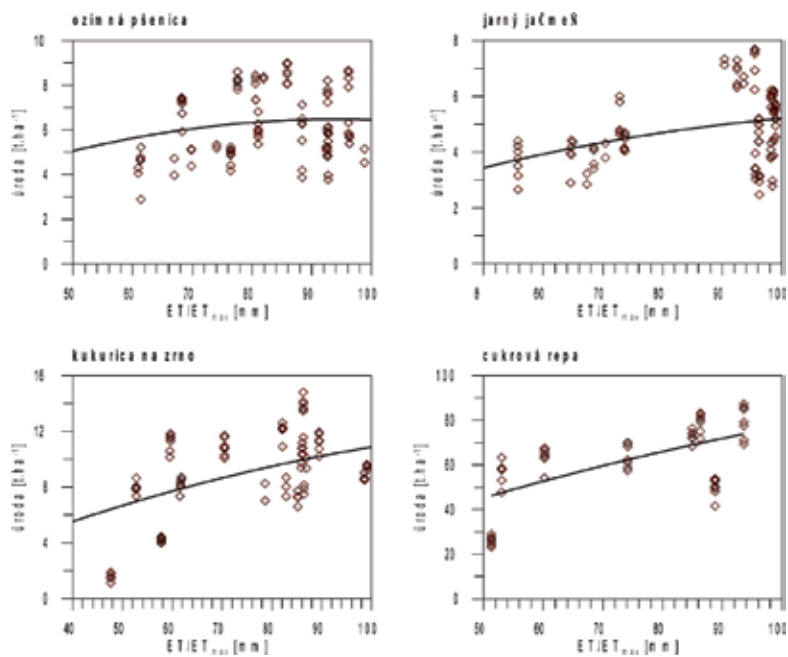 ozimná pšenica
10
8
6
4
2
0
úroda [t.ha⁻¹]
50 60 70 80 90 100
ET/ETmax [mm]
jarný jačmeň
8
6
4
2
0
úroda [t.ha⁻¹]
60 70 80 90 100
ET/ETmax [mm]
kukurica na zrno
16
12
8
4
0
úroda [t.ha⁻¹]
40 50 60 70 80 90 100
ET/ETmax [mm]
cukrová repa
100
80
60
40
20
0
úroda [t.ha⁻¹]
50 60 70 80 90 100
ET/ETmax [mm]